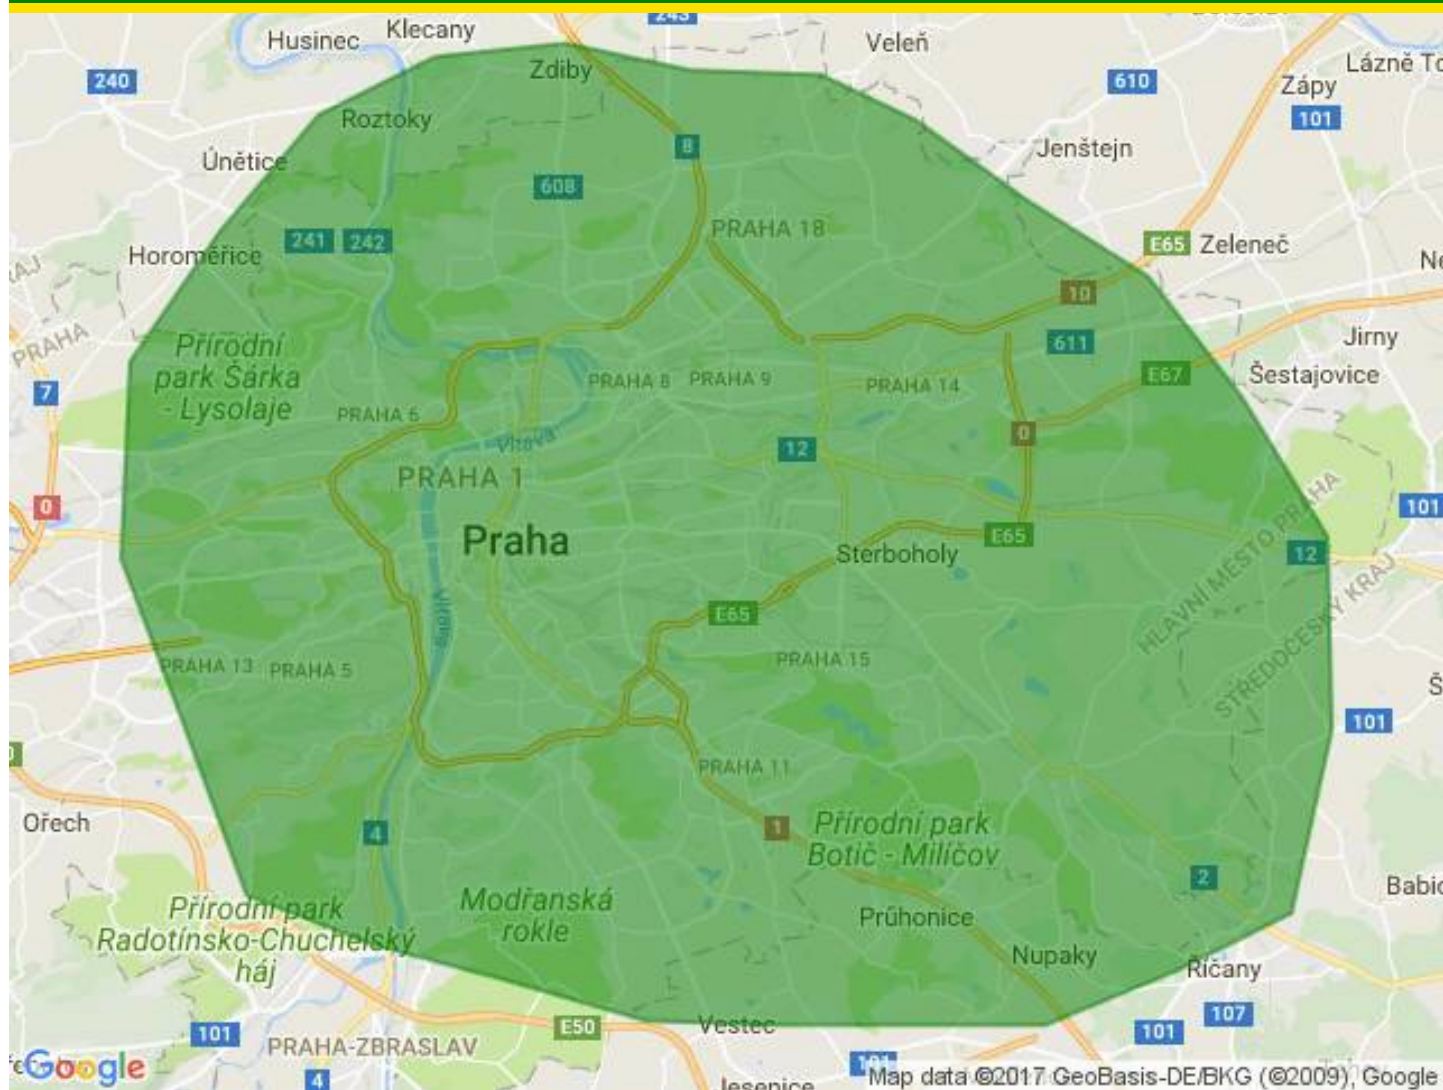 243
Husinec
Klecany
Veleň
240
Zdiby
610
Lázně To
Zápy
101
Roztoky
8
Jenštejn
Únětice
608
241
242
PRAHA 18
E65
Zeleneč
Horoměřice
10
PRAHA
Přírodní
park Šárka
- Lysolaje
611
Jirny
E67
Šestajovice
7
PRAHA 8
PRAHA 9
PRAHA 14
PRAHA 6
0
Vltava
12
PRAHA 1
0
101
Praha
E65
Sterboholy
12
HLAVNÍ MĚSTO PRAHA
STŘEDOČESKÝ KRAJ
Vltava
E65
PRAHA 13
PRAHA 5
PRAHA 15
101
PRAHA 11
Ořech
4
1
Přírodní park
Botič - Milíčov
2
Babic
Přírodní park
Radotínsko-Chuchelský
háj
Modřanská
rokle
Průhonice
Nupaky
Říčany
107
101
E50
Vestec
101
PRAHA-ZBRASLAV
Google
4
101
Jesenice
Map data ©2017 GeoBasis-DE/BKG (©2009), Google